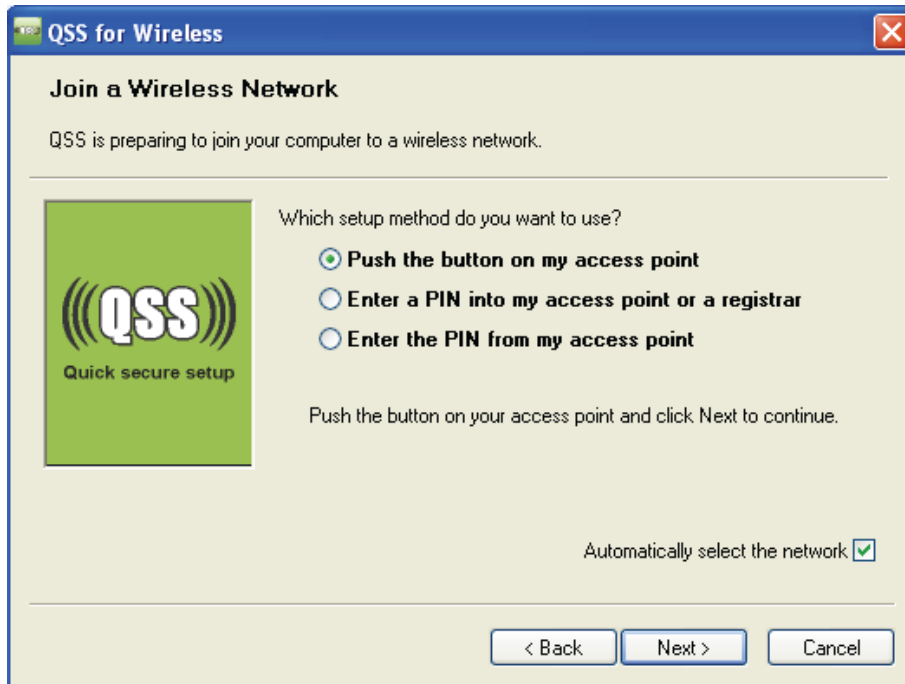 QSS for Wireless
Join a Wireless Network
QSS is preparing to join your computer to a wireless network.
Which setup method do you want to use?
Push the button on my access point
Enter a PIN into my access point or a registrar
Enter the PIN from my access point
(((QSS)))
Quick secure setup
Push the button on your access point and click Next to continue.
Automatically select the network
< Back
Next >
Cancel